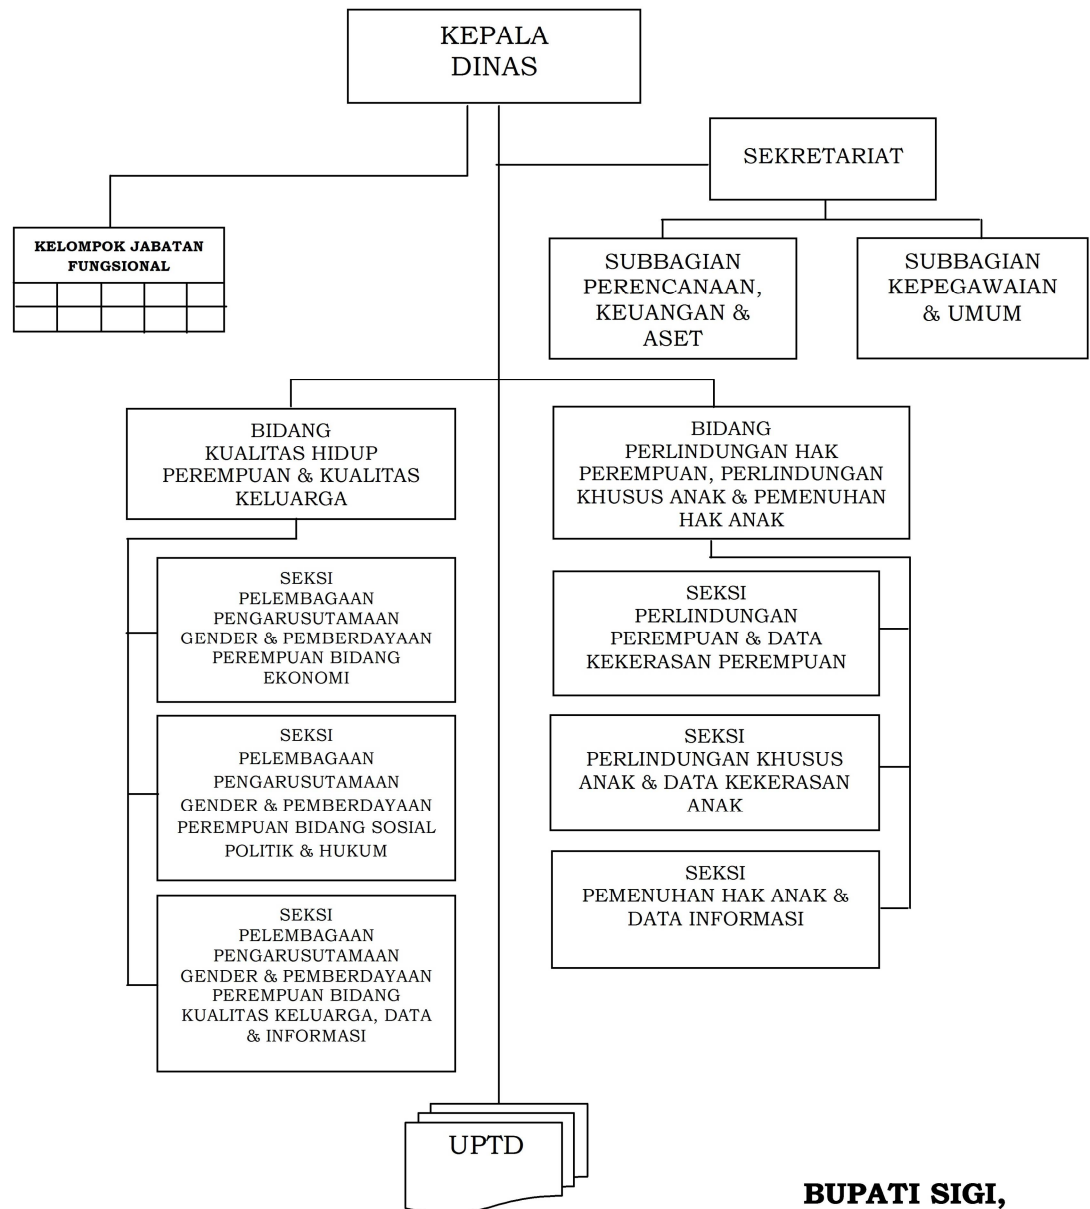 KEPALA
DINAS
SEKRETARIAT
KELOMPOK JABATAN
FUNGSIONAL
SUBBAGIAN
PERENCANAAN,
KEUANGAN &
ASET
SUBBAGIAN
KEPEGAWAIAN
& UMUM
BIDANG
KUALITAS HIDUP
PEREMPUAN & KUALITAS
KELUARGA
BIDANG
PERLINDUNGAN HAK
PEREMPUAN, PERLINDUNGAN
KHUSUS ANAK & PEMENUHAN
HAK ANAK
SEKSI
PELEMBAGAAN
PENGARUSUTAMAAN
GENDER & PEMBERDAYAAN
PEREMPUAN BIDANG
EKONOMI
SEKSI
PELEMBAGAAN
PENGARUSUTAMAAN
GENDER & PEMBERDAYAAN
PEREMPUAN BIDANG SOSIAL
POLITIK & HUKUM
SEKSI
PELEMBAGAAN
PENGARUSUTAMAAN
GENDER & PEMBERDAYAAN
PEREMPUAN BIDANG
KUALITAS KELUARGA, DATA
& INFORMASI
SEKSI
PERLINDUNGAN
PEREMPUAN & DATA
KEKERASAN PEREMPUAN
SEKSI
PERLINDUNGAN KHUSUS
ANAK & DATA KEKERASAN
ANAK
SEKSI
PEMENUHAN HAK ANAK &
DATA INFORMASI
UPTD
BUPATI SIGI,